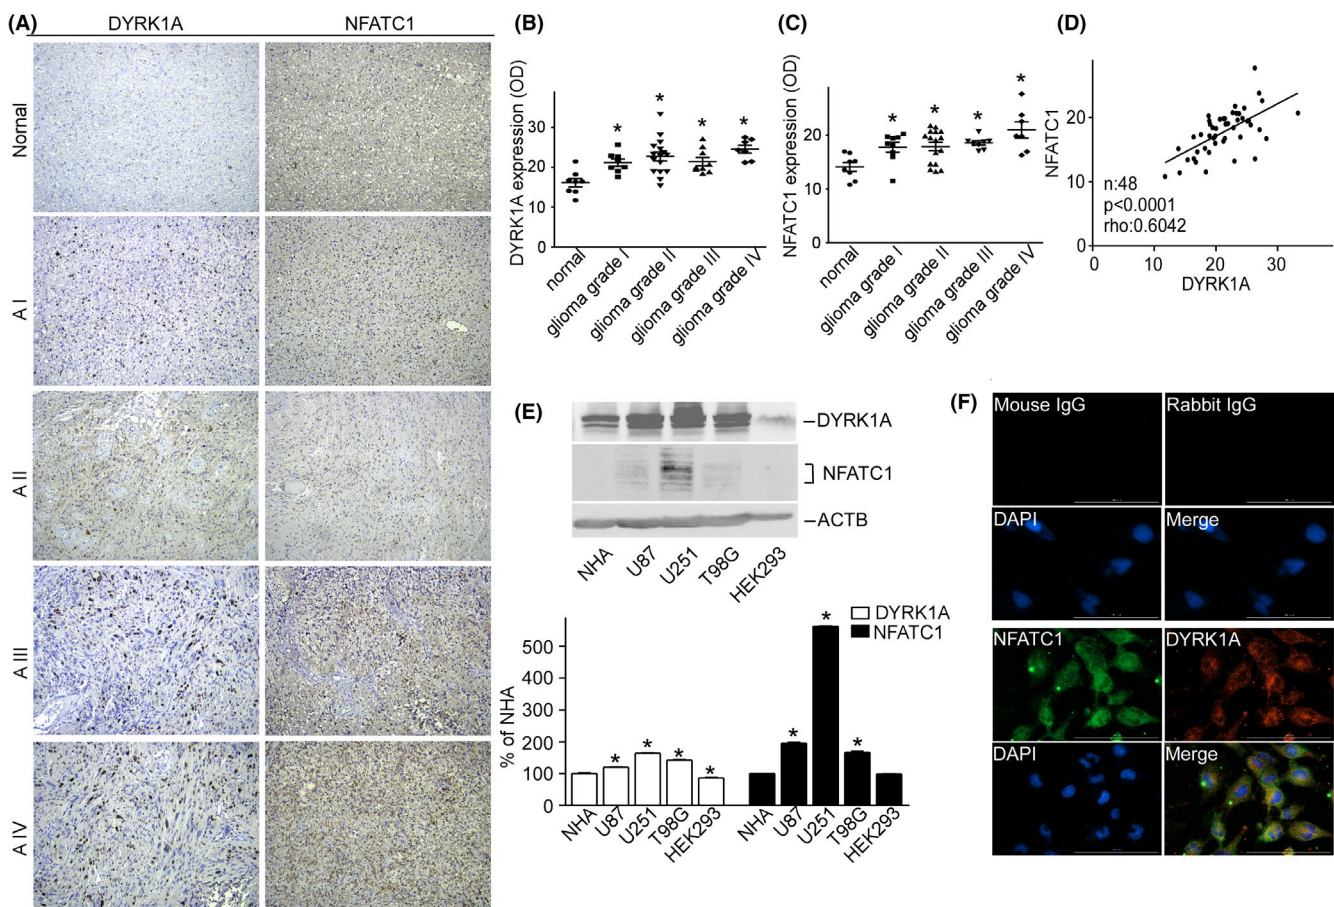 (A)
DYRK1A
NFATC1
Nornal
A I
A II
A III
A IV
(B)
DYRK1A expression (OD)
30
20
10
0
*
*
*
*
nornal
glioma grade I
glioma grade II
glioma grade III
glioma grade IV
(C)
NFATC1 expression (OD)
20
10
0
*
*
*
*
nornal
glioma grade I
glioma grade II
glioma grade III
glioma grade IV
(D)
NFATC1
20
10
0
n:48
p<0.0001
rho:0.6042
0
10
20
30
DYRK1A
(E)
DYRK1A
NFATC1
ACTB
NHA
U87
U251
T98G
HEK293
DYRK1A
NFATC1
% of NHA
500
400
300
200
100
0
*
*
*
*
*
*
*
NHA
U87
U251
T98G
HEK293
NHA
U87
U251
T98G
HEK293
(F)
Mouse IgG
Rabbit IgG
DAPI
Merge
NFATC1
DYRK1A
DAPI
Merge